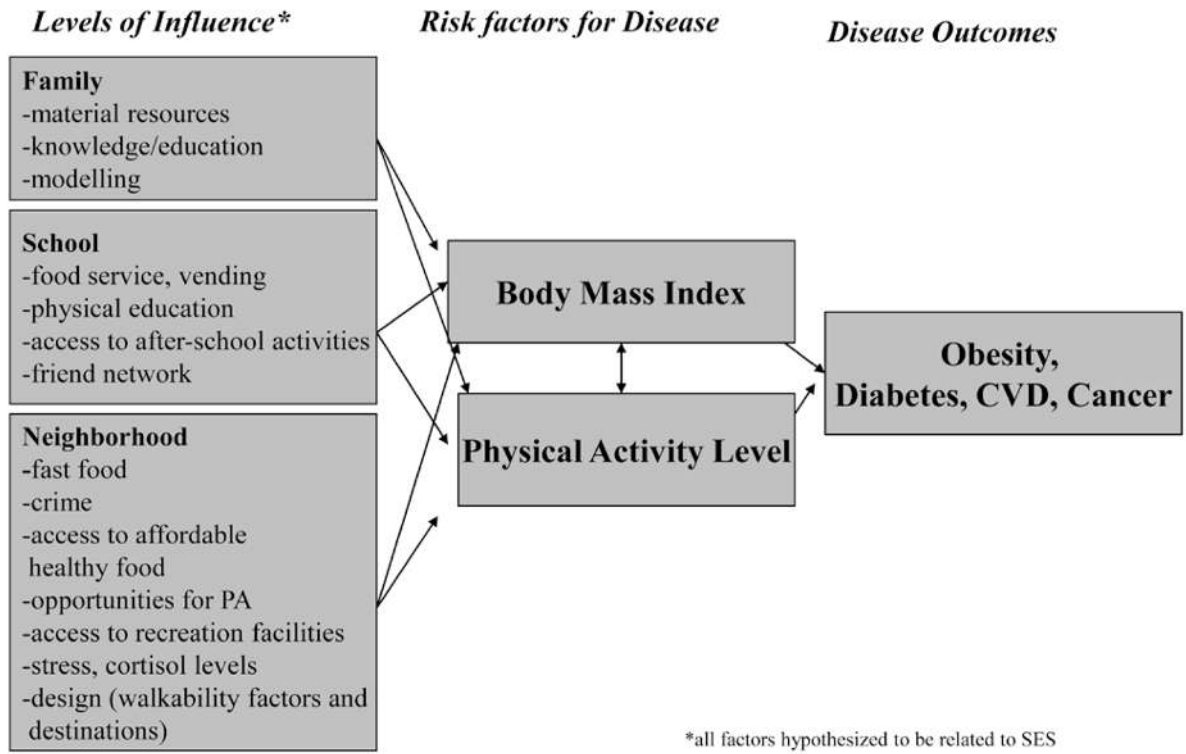 Levels of Influence*
Risk factors for Disease
Disease Outcomes
Family
-material resources
-knowledge/education
-modelling
School
-food service, vending
-physical education
-access to after-school activities
-friend network
Neighborhood
-fast food
-crime
-access to affordable
healthy food
-opportunities for PA
-access to recreation facilities
-stress, cortisol levels
-design (walkability factors and
destinations)
Body Mass Index
Physical Activity Level
Obesity,
Diabetes, CVD, Cancer
*all factors hypothesized to be related to SES